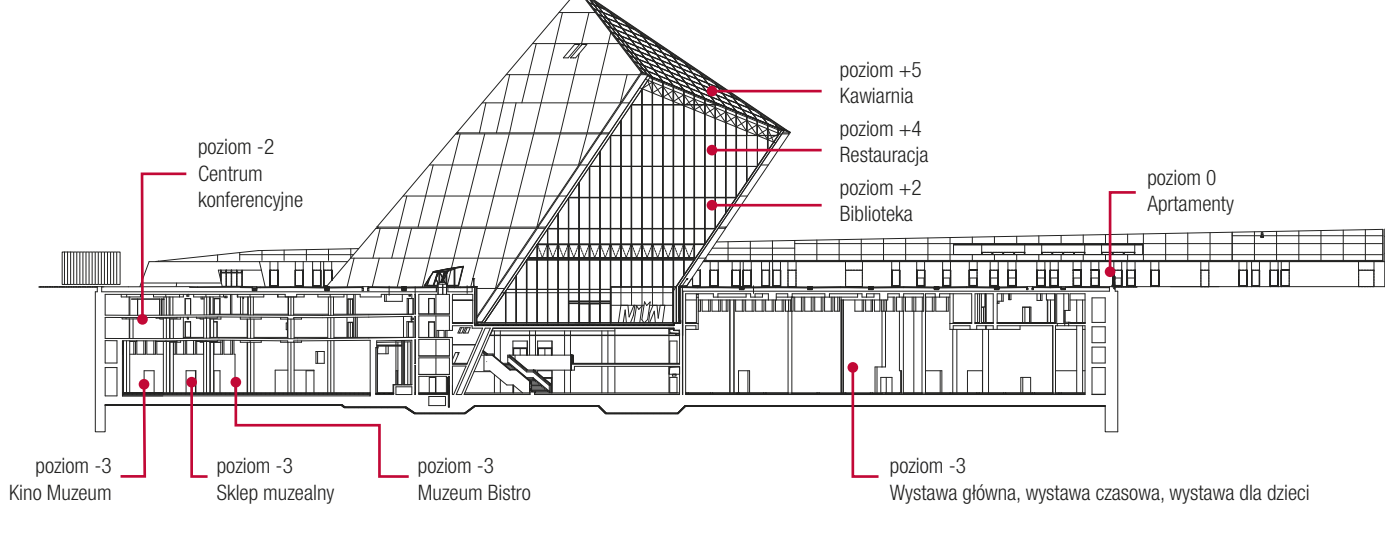 poziom +5
Kawiarnia
poziom +4
Restauracja
poziom +2
Biblioteka
poziom -2
Centrum
konferencyjne
poziom 0
Aprtamenty
poziom -3
Kino Muzeum
poziom -3
Sklep muzealny
poziom -3
Muzeum Bistro
poziom -3
Wystawa główna, wystawa czasowa, wystawa dla dzieci